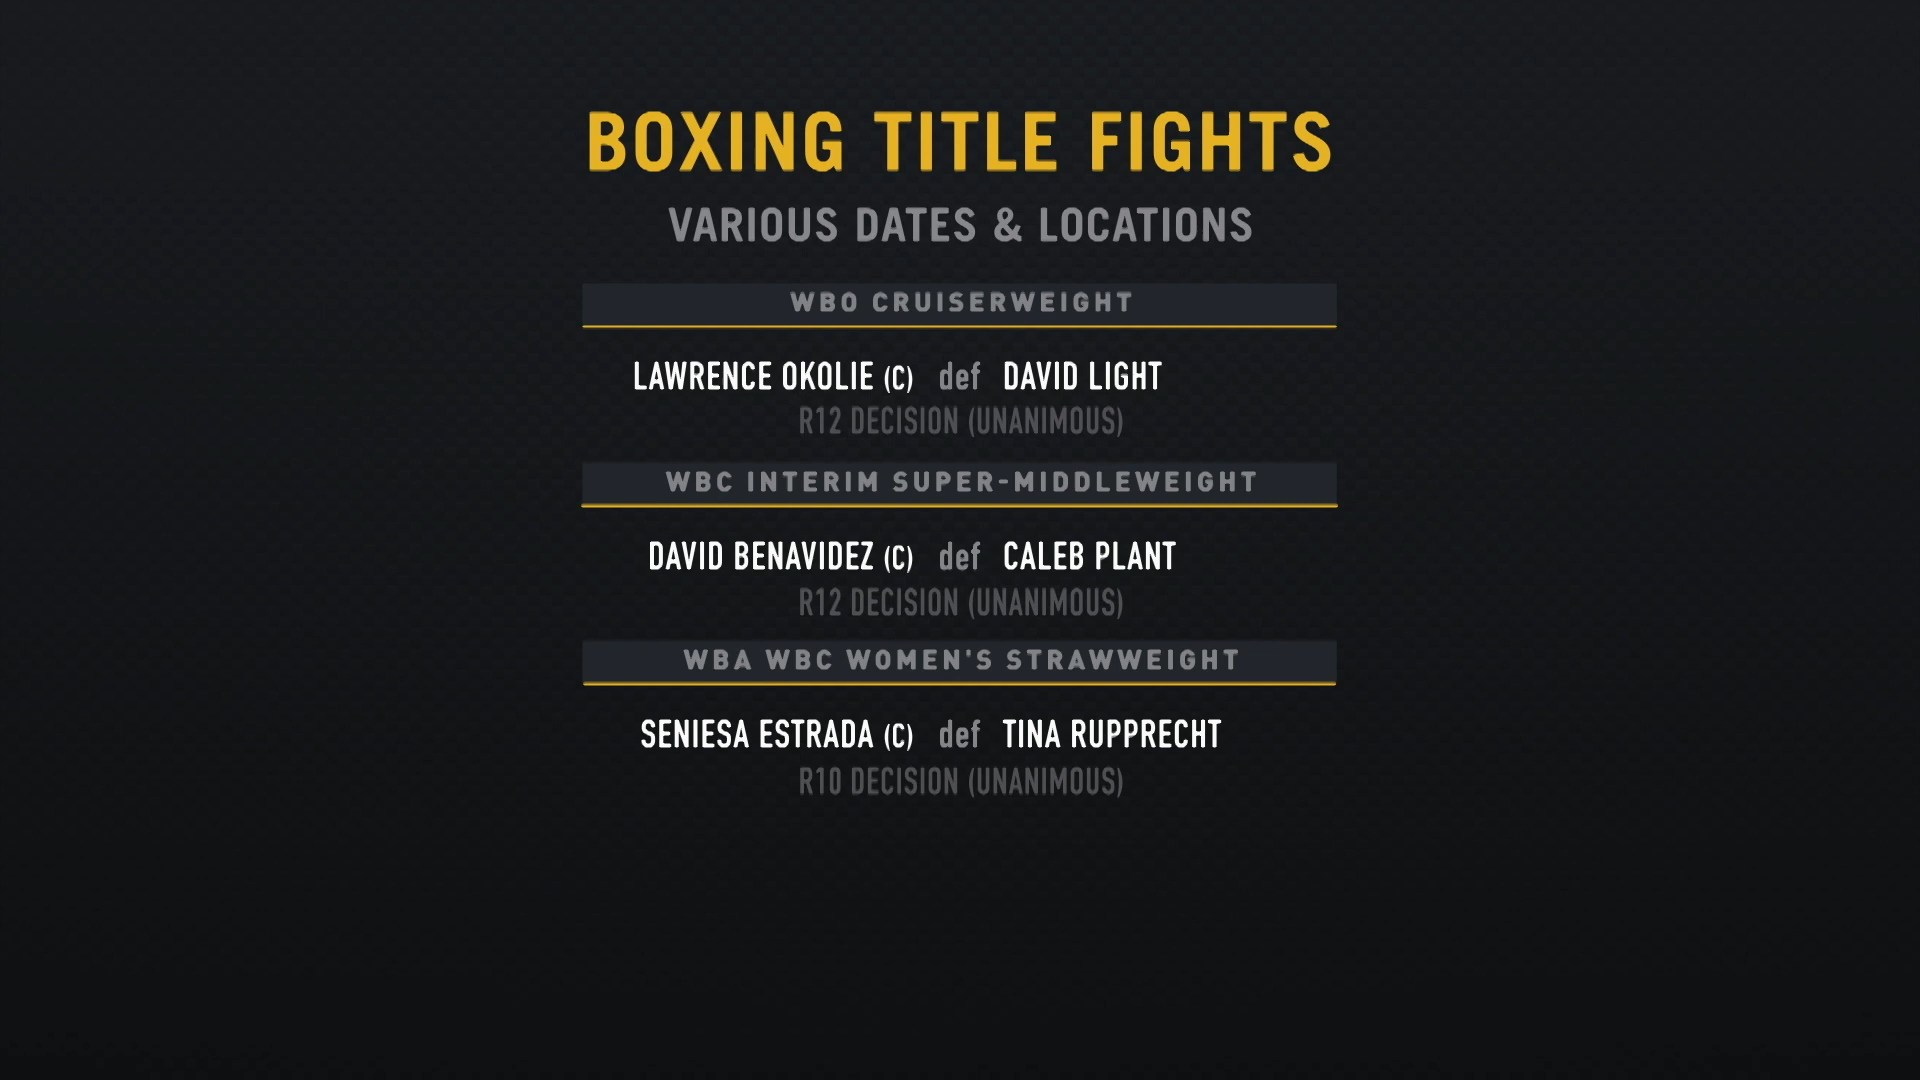 BOXING TITLE FIGHTS
VARIOUS DATES & LOCATIONS
WBO CRUISERWEIGHT
LAWRENCE OKOLIE (C) def DAVID LIGHT
R12 DECISION (UNANIMOUS)
WBC INTERIM SUPER-MIDDLEWEIGHT
DAVID BENAVIDEZ (C) def CALEB PLANT
R12 DECISION (UNANIMOUS)
WBA WBC WOMEN'S STRAWWEIGHT
SENIESA ESTRADA (C) def TINA RUPPRECHT
R10 DECISION (UNANIMOUS)